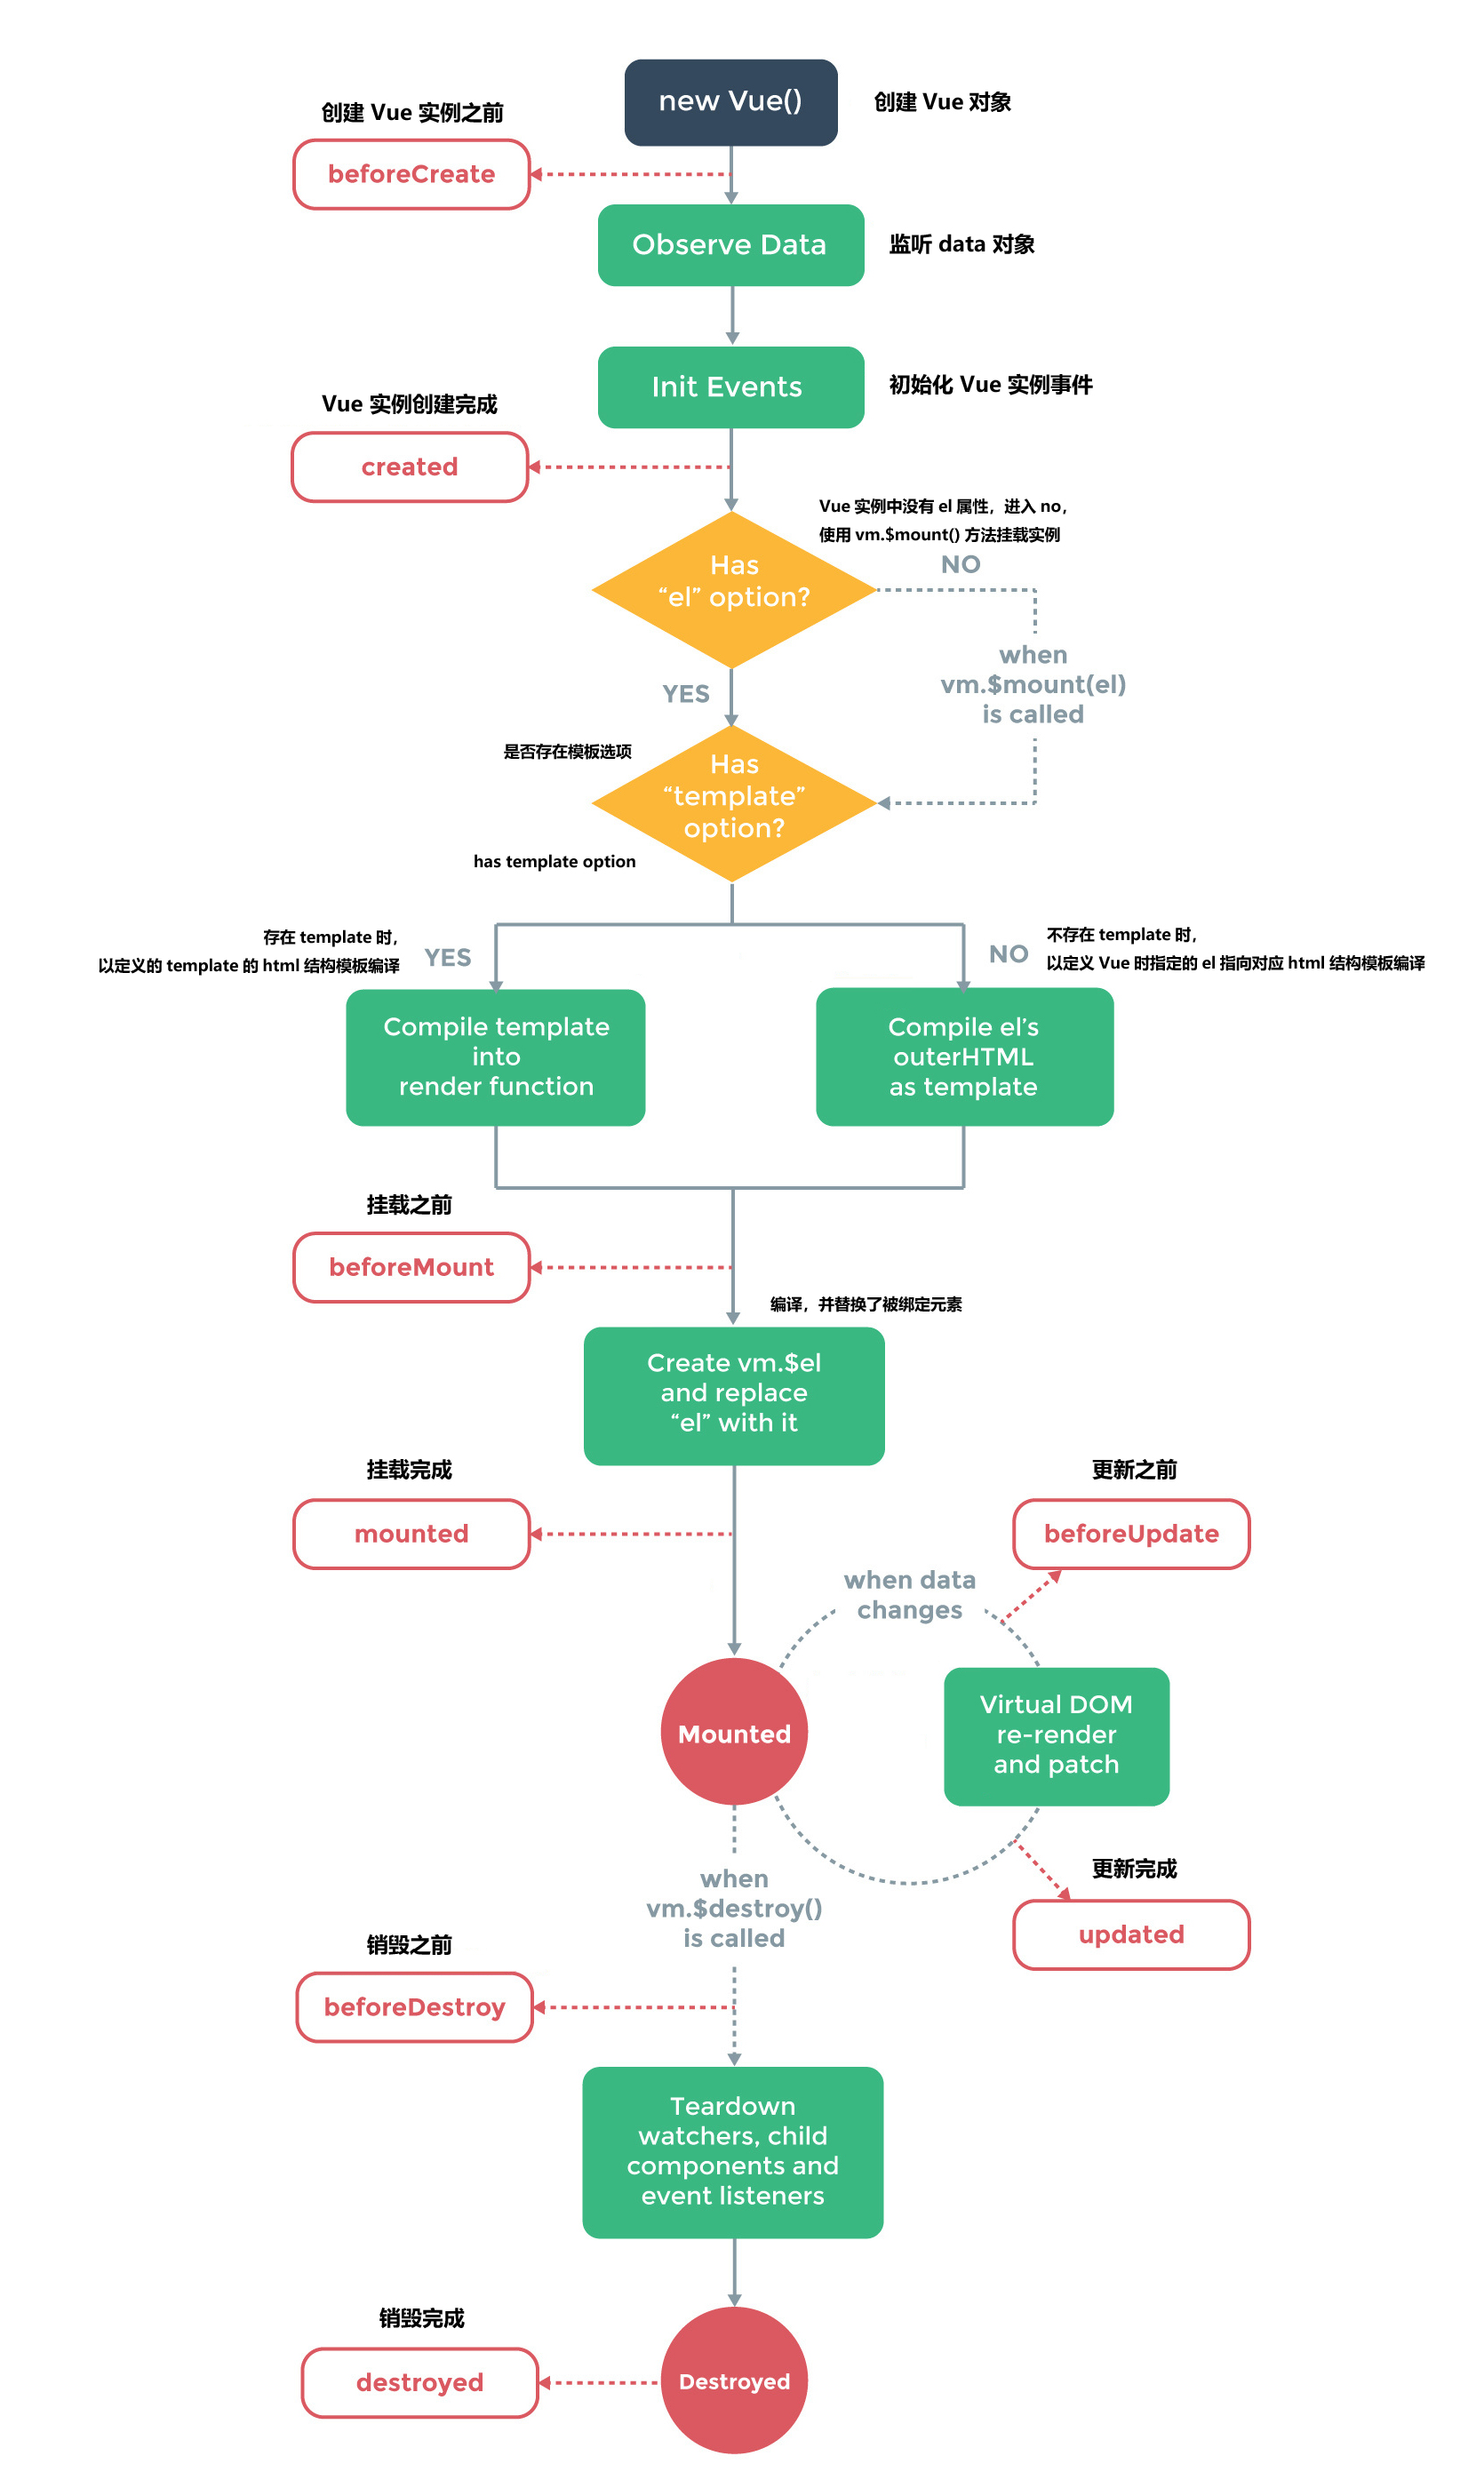 new Vue()
创建 Vue 对象
创建 Vue 实例之前
beforeCreate
Observe Data
监听 data 对象
Init Events
初始化 Vue 实例事件
Vue 实例创建完成
created
Vue 实例中没有 el 属性，进入 no，
使用 vm.$mount() 方法挂载实例
NO
Has
“el” option?
when
vm.$mount(el)
is called
YES
是否存在模板选项
Has
“template”
option?
has template option
存在 template 时，
以定义的 template 的 html 结构模板编译
YES
NO
不存在 template 时，
以定义 Vue 时指定的 el 指向对应 html 结构模板编译
Compile template
into
render function
Compile el’s
outerHTML
as template
挂载之前
beforeMount
编译，并替换了被绑定元素
Create vm.$el
and replace
“el” with it
挂载完成
mounted
更新之前
beforeUpdate
when data
changes
Mounted
Virtual DOM
re-render
and patch
更新完成
updated
when
vm.$destroy()
is called
销毁之前
beforeDestroy
Teardown
watchers, child
components and
event listeners
销毁完成
destroyed
Destroyed